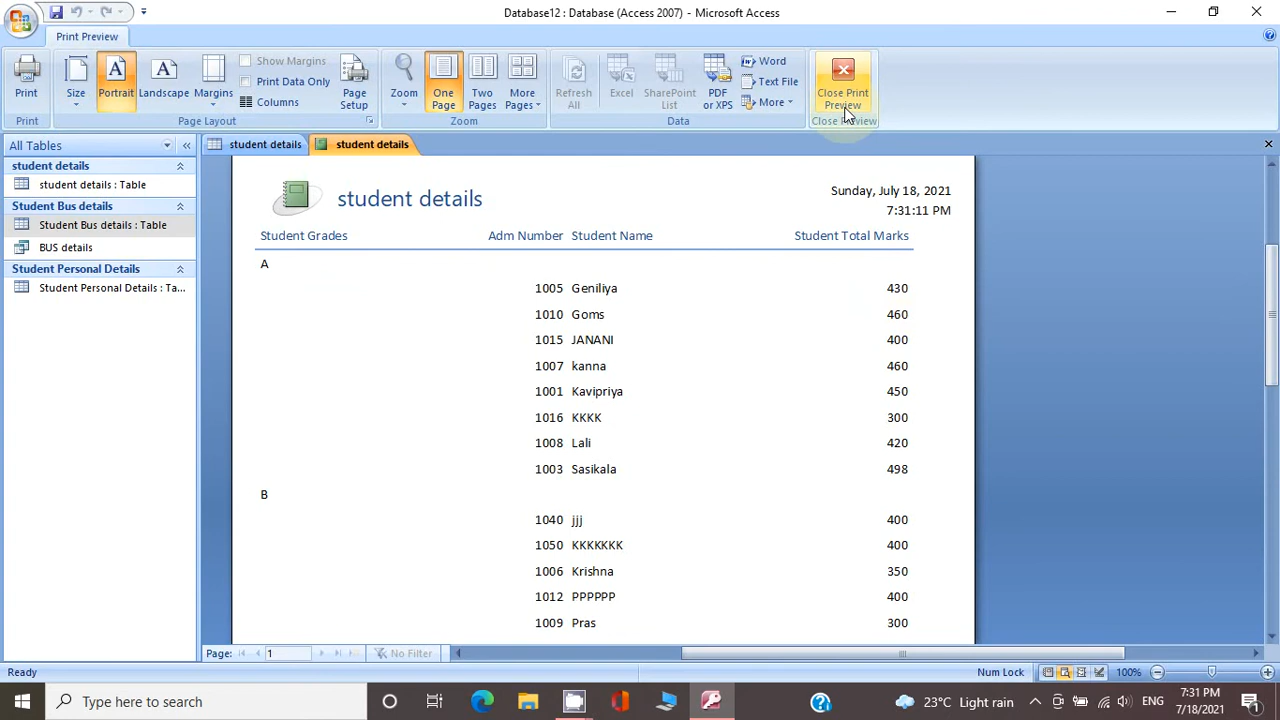 Database12 : Database (Access 2007) - Microsoft Access
Print Preview
Print
Size
Portrait
Landscape
Margins
Show Margins
Print Data Only
Columns
Page Setup
Zoom
One Page
Two Pages
More Pages
Refresh All
Excel
SharePoint List
PDF or XPS
Word
Text File
More
Close Print Preview
Print
Page Layout
Zoom
Data
Close Preview
All Tables
student details
student details : Table
Student Bus details
Student Bus details : Table
BUS details
Student Personal Details
Student Personal Details : Ta...
student details
student details
student details
Sunday, July 18, 2021
7:31:11 PM
Student Grades Adm Number Student Name Student Total Marks
A
1005 Geniliya 430
1010 Goms 460
1015 JANANI 400
1007 kanna 460
1001 Kavipriya 450
1016 KKKK 300
1008 Lali 420
1003 Sasikala 498
B
1040 jjj 400
1050 KKKKKKK 400
1006 Krishna 350
1012 PPPPPP 400
1009 Pras 300
Page: 1 No Filter
Ready
Num Lock
100%
Type here to search
23°C Light rain
ENG
7:31 PM
7/18/2021
1